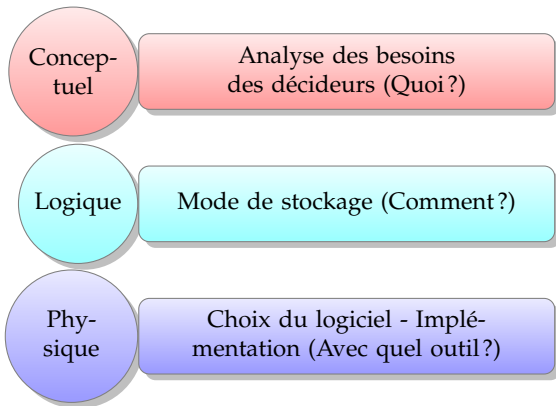 Concep-
tuel
Analyse des besoins
des décideurs (Quoi?)
Logique
Mode de stockage (Comment?)
Phy-
sique
Choix du logiciel - Implé-
mentation (Avec quel outil?)